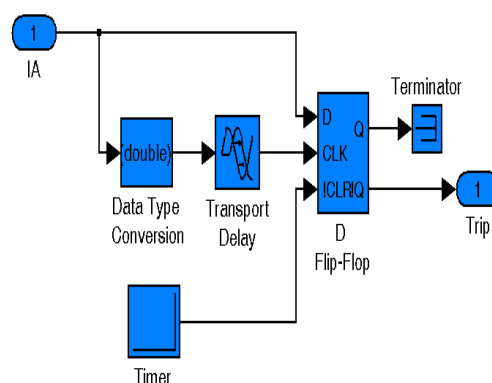 1
IA
Terminator
D
Q
CLK
!CLR
!Q
(double)
Data Type
Conversion
Transport
Delay
D
Flip-Flop
1
Trip
Timer